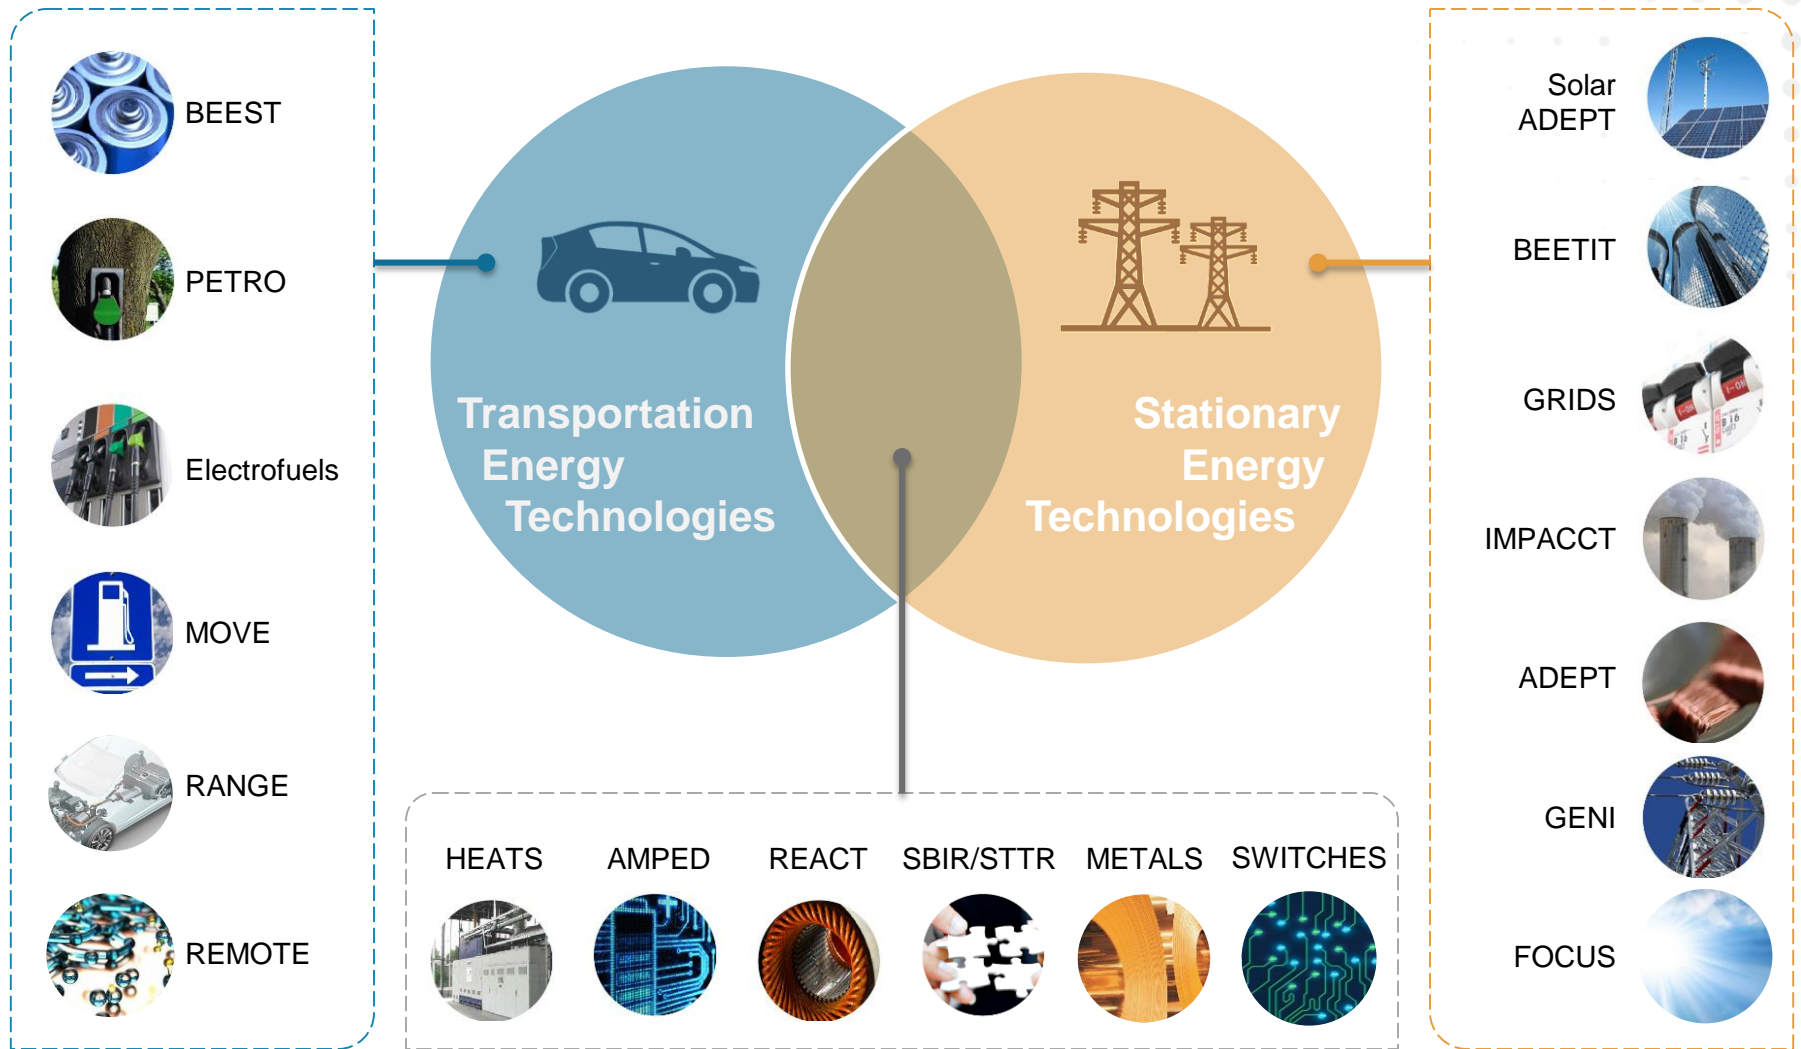 BEEST
PETRO
Electrofuels
MOVE
RANGE
REMOTE
Transportation
Energy
Technologies
Stationary
Energy
Technologies
HEATS
AMPED
REACT
SBIR/STTR
METALS
SWITCHES
Solar
ADEPT
BEETIT
GRIDS
IMPACCT
ADEPT
GENI
FOCUS